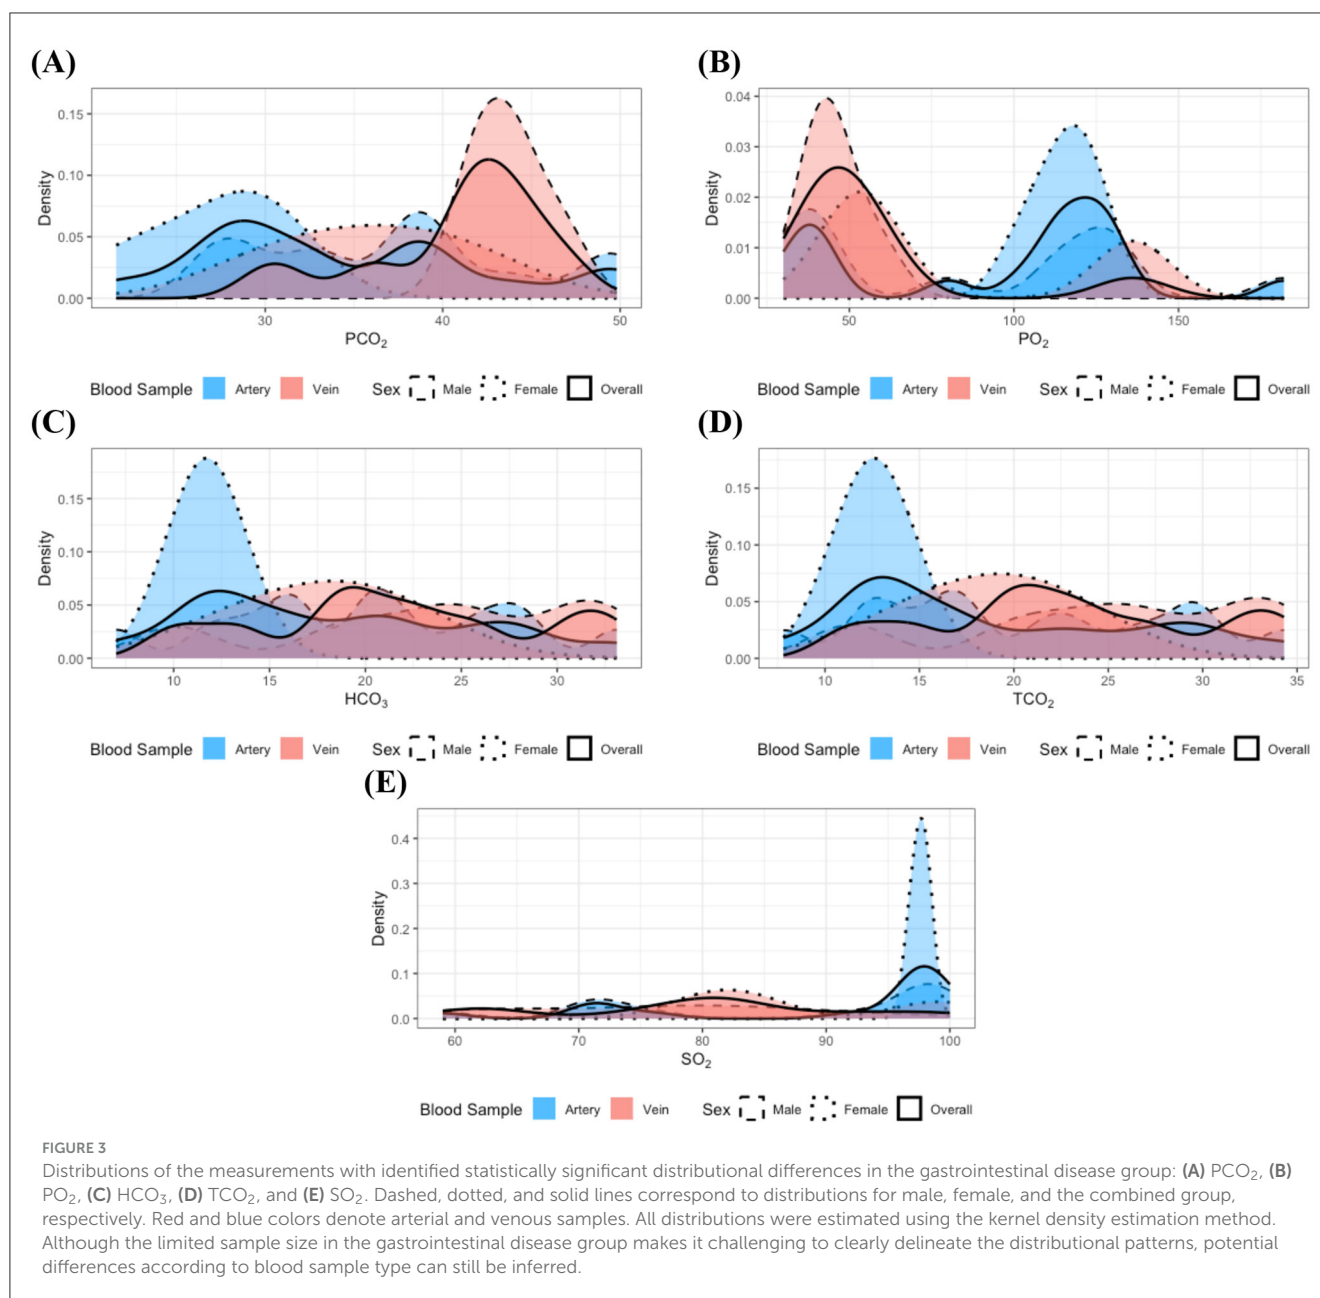 (A)
(B)
0.15
0.10
0.05
0.00
Density
30
40
50
PCO₂
0.04
0.03
0.02
0.01
0.00
Density
50
100
150
PO₂
Blood Sample Artery Vein Sex Male Female Overall
Blood Sample Artery Vein Sex Male Female Overall
(C)
(D)
0.15
0.10
0.05
0.00
Density
10
15
20
25
30
HCO₃
0.15
0.10
0.05
0.00
Density
10
15
20
25
30
35
TCO₂
Blood Sample Artery Vein Sex Male Female Overall
Blood Sample Artery Vein Sex Male Female Overall
(E)
0.4
0.3
0.2
0.1
0.0
Density
60
70
80
90
100
SO₂
Blood Sample Artery Vein Sex Male Female Overall
FIGURE 3
Distributions of the measurements with identified statistically significant distributional differences in the gastrointestinal disease group: (A) PCO₂, (B)
PO₂, (C) HCO₃, (D) TCO₂, and (E) SO₂. Dashed, dotted, and solid lines correspond to distributions for male, female, and the combined group,
respectively. Red and blue colors denote arterial and venous samples. All distributions were estimated using the kernel density estimation method.
Although the limited sample size in the gastrointestinal disease group makes it challenging to clearly delineate the distributional patterns, potential
differences according to blood sample type can still be inferred.